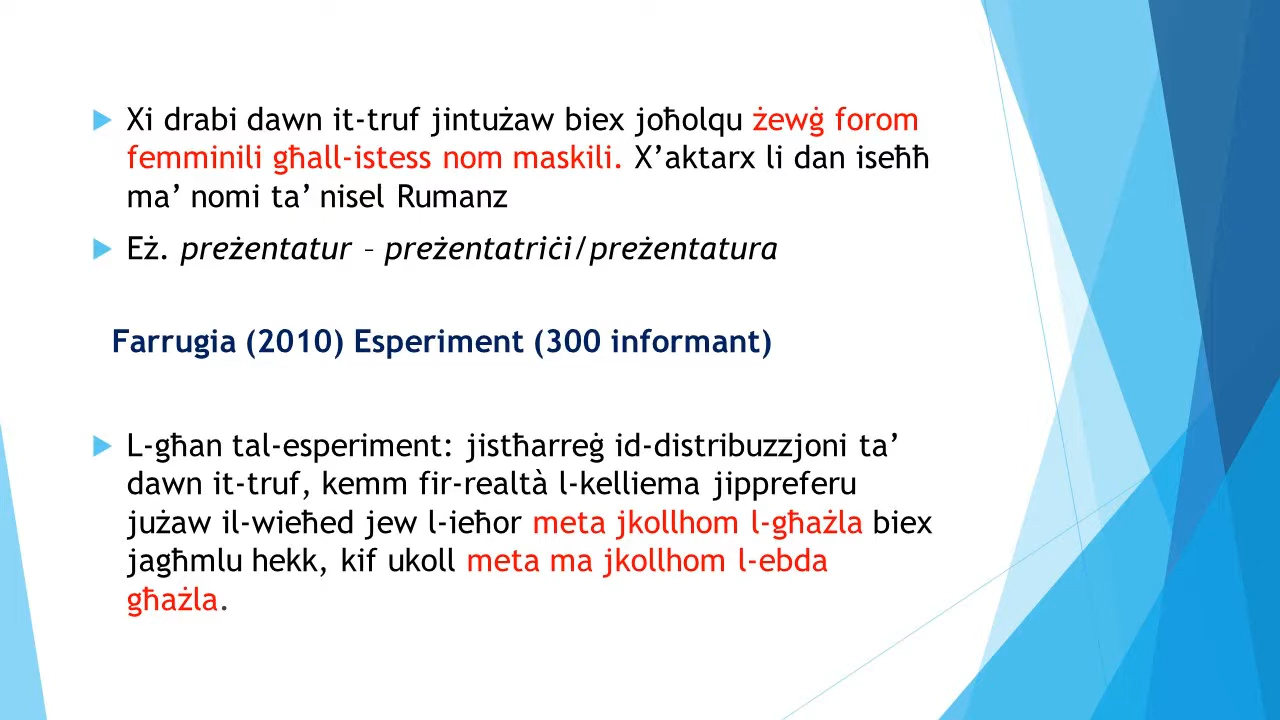 Xi drabi dawn it-truf jintużaw biex joħolqu żewġ forom
femminili għall-istess nom maskili. X’aktarx li dan iseħħ
ma’ nomi ta’ nisel Rumanz
Eż. preżentatur – preżentatriċi/preżentatura
Farrugia (2010) Esperiment (300 informant)
L-għan tal-esperiment: jistħarreġ id-distribuzzjoni ta’
dawn it-truf, kemm fir-realtà l-kelliema jippreferu
jużaw il-wieħed jew l-ieħor meta jkollhom l-għażla biex
jagħmlu hekk, kif ukoll meta ma jkollhom l-ebda
għażla.